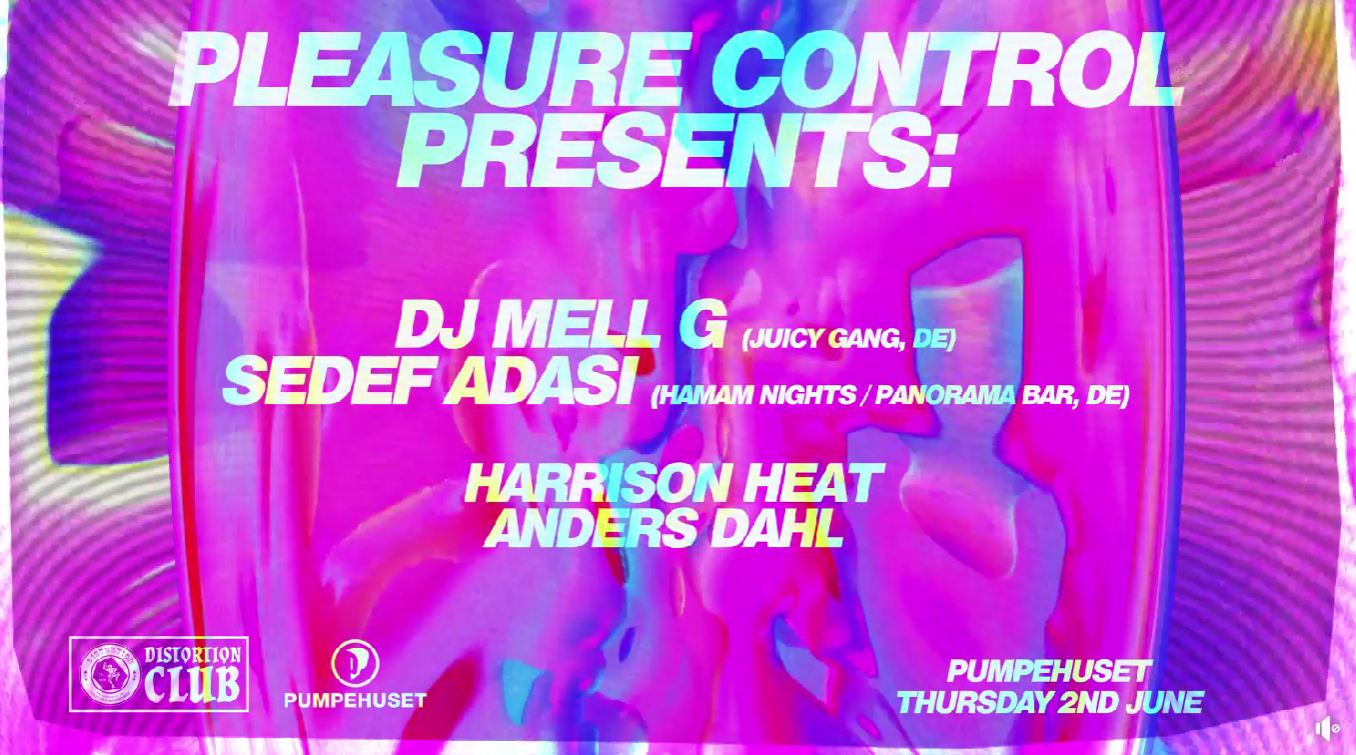 PLEASURE CONTROL
PRESENTS:
DJ MELL G (JUICY GANG, DE)
SEDEF ADASI (HAMAM NIGHTS / PANORAMA BAR, DE)
HARRISON HEAT
ANDERS DAHL
DISTORTION
CLUB
PUMPEHUSET
PUMPEHUSET
THURSDAY 2ND JUNE